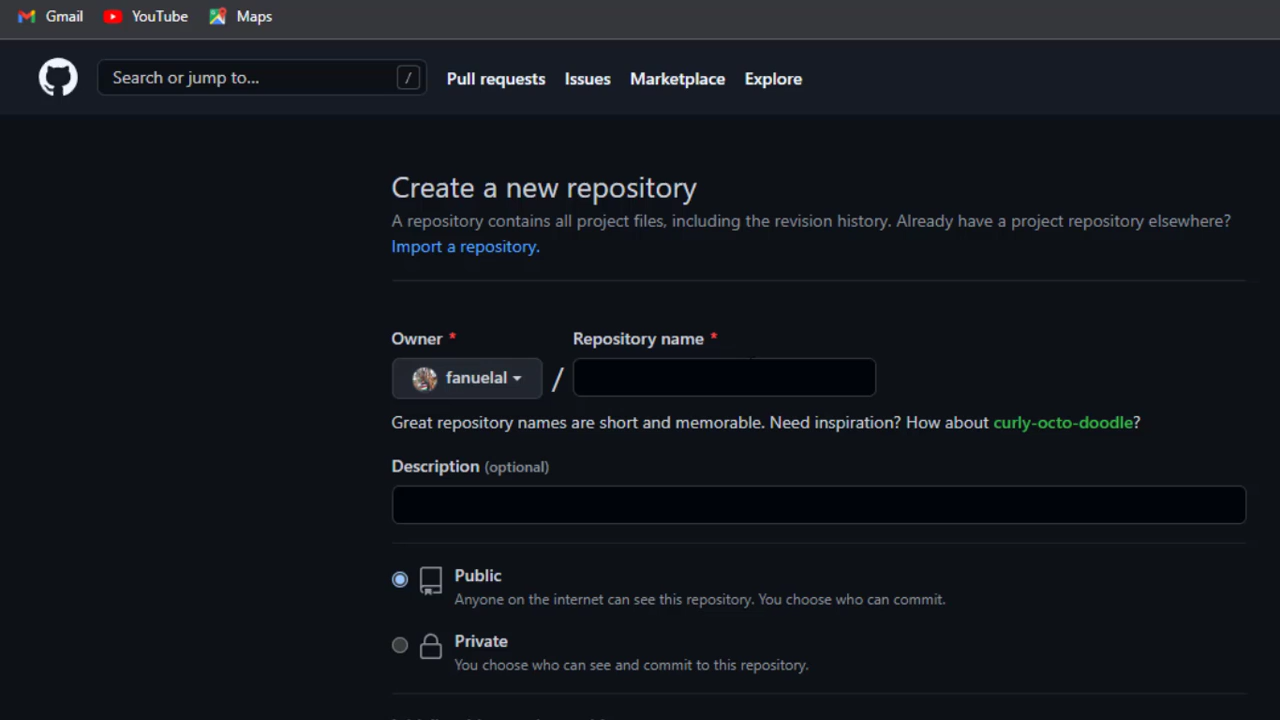 Gmail YouTube Maps
Search or jump to... / Pull requests Issues Marketplace Explore
Create a new repository
A repository contains all project files, including the revision history. Already have a project repository elsewhere?
Import a repository.
Owner * Repository name *
fanuelal /
Great repository names are short and memorable. Need inspiration? How about curly-octo-doodle?
Description (optional)
Public
Anyone on the internet can see this repository. You choose who can commit.
Private
You choose who can see and commit to this repository.